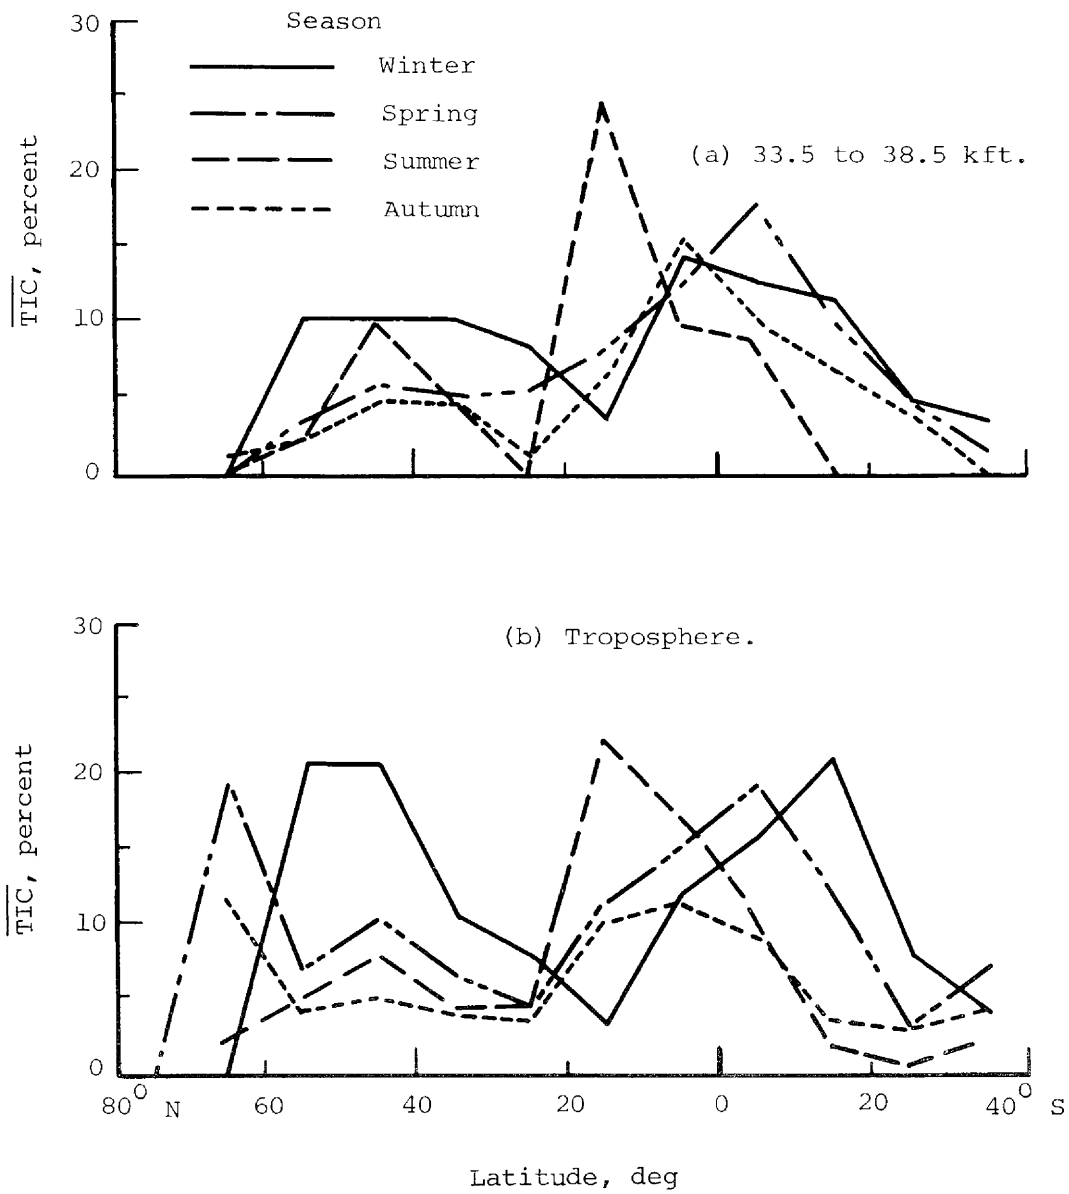 30
Season
Winter
Spring
Summer
Autumn
(a) 33.5 to 38.5 kft.
20
TIC, percent
10
0
30
(b) Troposphere.
20
TIC, percent
10
0
80° N 60 40 20 0 20 40° S
Latitude, deg